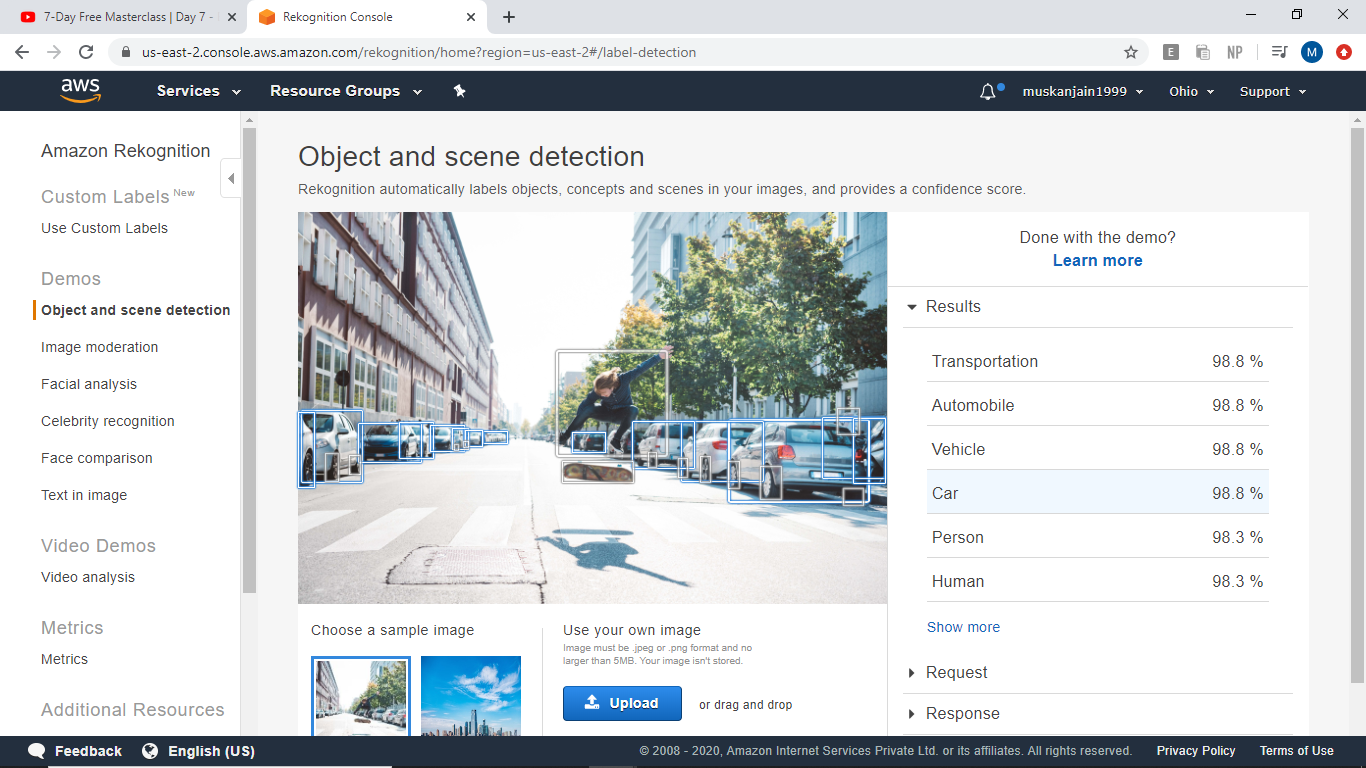 7-Day Free Masterclass | Day 7 -
Rekognition Console
us-east-2.console.aws.amazon.com/rekognition/home?region=us-east-2#/label-detection
E
NP
M
aws
Services
Resource Groups
muskanjain1999
Ohio
Support
Amazon Rekognition
Custom Labels New
Use Custom Labels
Demos
Object and scene detection
Image moderation
Facial analysis
Celebrity recognition
Face comparison
Text in image
Video Demos
Video analysis
Metrics
Metrics
Additional Resources
Object and scene detection
Rekognition automatically labels objects, concepts and scenes in your images, and provides a confidence score.
Choose a sample image
Use your own image
Image must be .jpeg or .png format and no
larger than 5MB. Your image isn't stored.
Upload
or drag and drop
Done with the demo?
Learn more
Results
Transportation 98.8 %
Automobile 98.8 %
Vehicle 98.8 %
Car 98.8 %
Person 98.3 %
Human 98.3 %
Show more
Request
Response
Feedback
English (US)
© 2008 - 2020, Amazon Internet Services Private Ltd. or its affiliates. All rights reserved.
Privacy Policy
Terms of Use